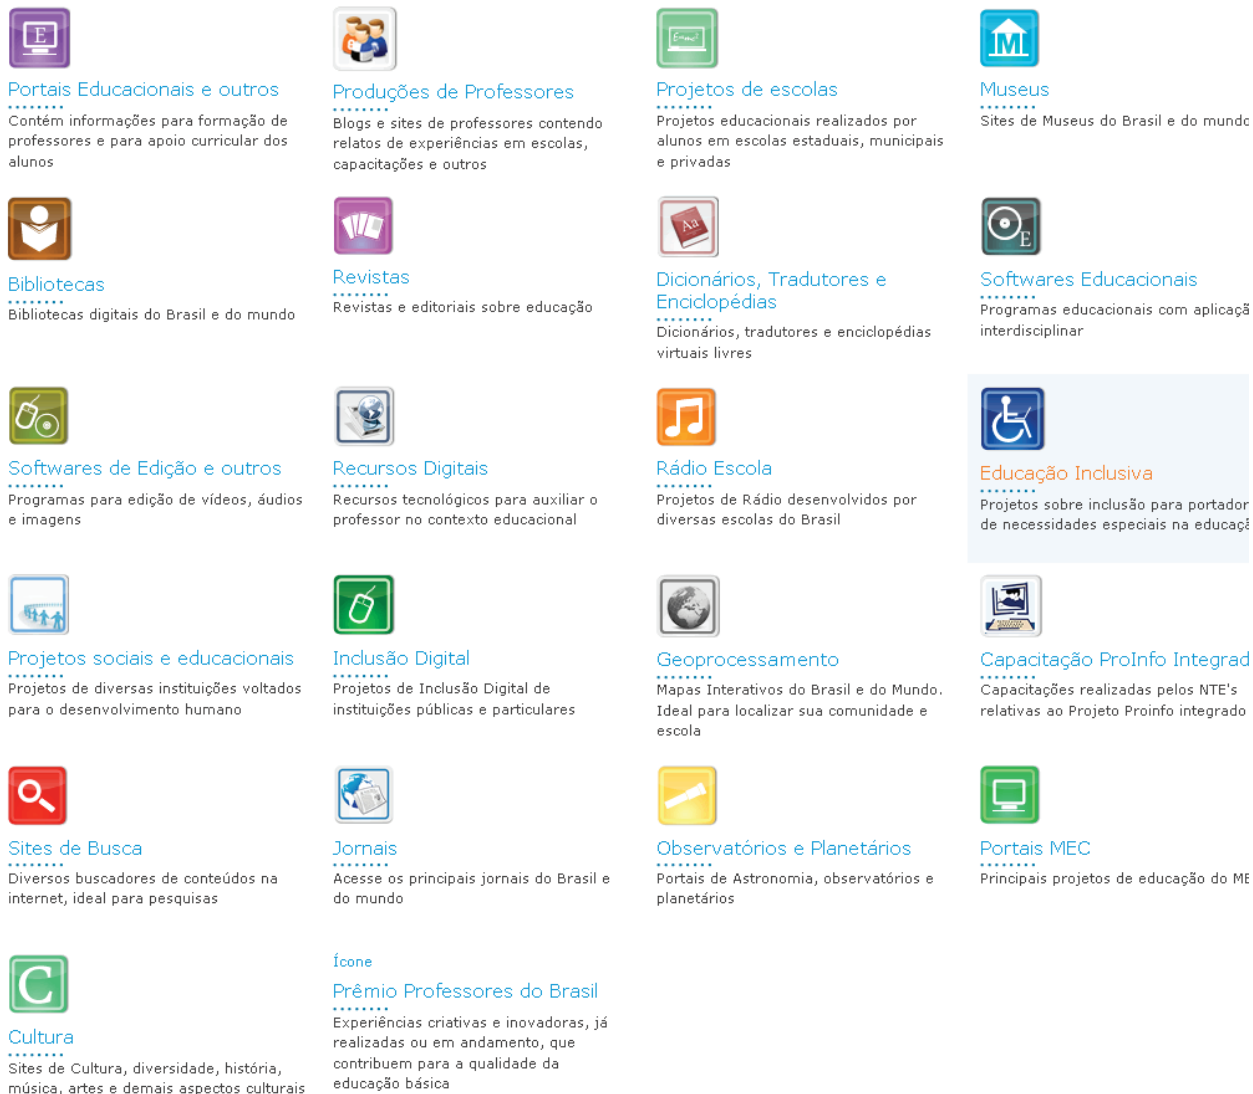 E
Portais Educacionais e outros
Contém informações para formação de
professores e para apoio curricular dos
alunos
Produções de Professores
Blogs e sites de professores contendo
relatos de experiências em escolas,
capacitações e outros
Projetos de escolas
Projetos educacionais realizados por
alunos em escolas estaduais, municipais
e privadas
M
Museus
Sites de Museus do Brasil e do mundo
Bibliotecas
Bibliotecas digitais do Brasil e do mundo
Revistas
Revistas e editoriais sobre educação
Aa
Dicionários, Tradutores e
Enciclopédias
Dicionários, tradutores e enciclopédias
virtuais livres
E
Softwares Educacionais
Programas educacionais com aplicaçã
interdisciplinar
Softwares de Edição e outros
Programas para edição de vídeos, áudios
e imagens
Recursos Digitais
Recursos tecnológicos para auxiliar o
professor no contexto educacional
Rádio Escola
Projetos de Rádio desenvolvidos por
diversas escolas do Brasil
Educação Inclusiva
Projetos sobre inclusão para portador
de necessidades especiais na educaçã
Projetos sociais e educacionais
Projetos de diversas instituições voltados
para o desenvolvimento humano
Inclusão Digital
Projetos de Inclusão Digital de
instituições públicas e particulares
Geoprocessamento
Mapas Interativos do Brasil e do Mundo.
Ideal para localizar sua comunidade e
escola
Capacitação ProInfo Integrad
Capacitações realizadas pelos NTE's
relativas ao Projeto Proinfo integrado
Sites de Busca
Diversos buscadores de conteúdos na
internet, ideal para pesquisas
Jornais
Acesse os principais jornais do Brasil e
do mundo
Observatórios e Planetários
Portais de Astronomia, observatórios e
planetários
Portais MEC
Principais projetos de educação do ME
C
Cultura
Sites de Cultura, diversidade, história,
música, artes e demais aspectos culturais
Ícone
Prêmio Professores do Brasil
Experiências criativas e inovadoras, já
realizadas ou em andamento, que
contribuem para a qualidade da
educação básica